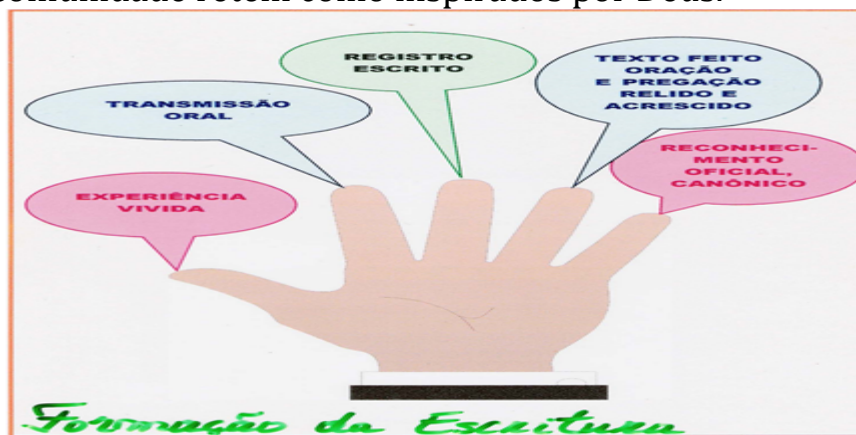 comunidade retém como inspirados por Deus.
REGISTRO
ESCRITO
TEXTO FEITO
ORAÇÃO
E PREGAÇÃO
RELIDO E
ACRESCIDO
TRANSMISSÃO
ORAL
RECONHECI-
MENTO
OFICIAL,
CANÔNICO
EXPERIÊNCIA
VIVIDA
Formação da Escritura